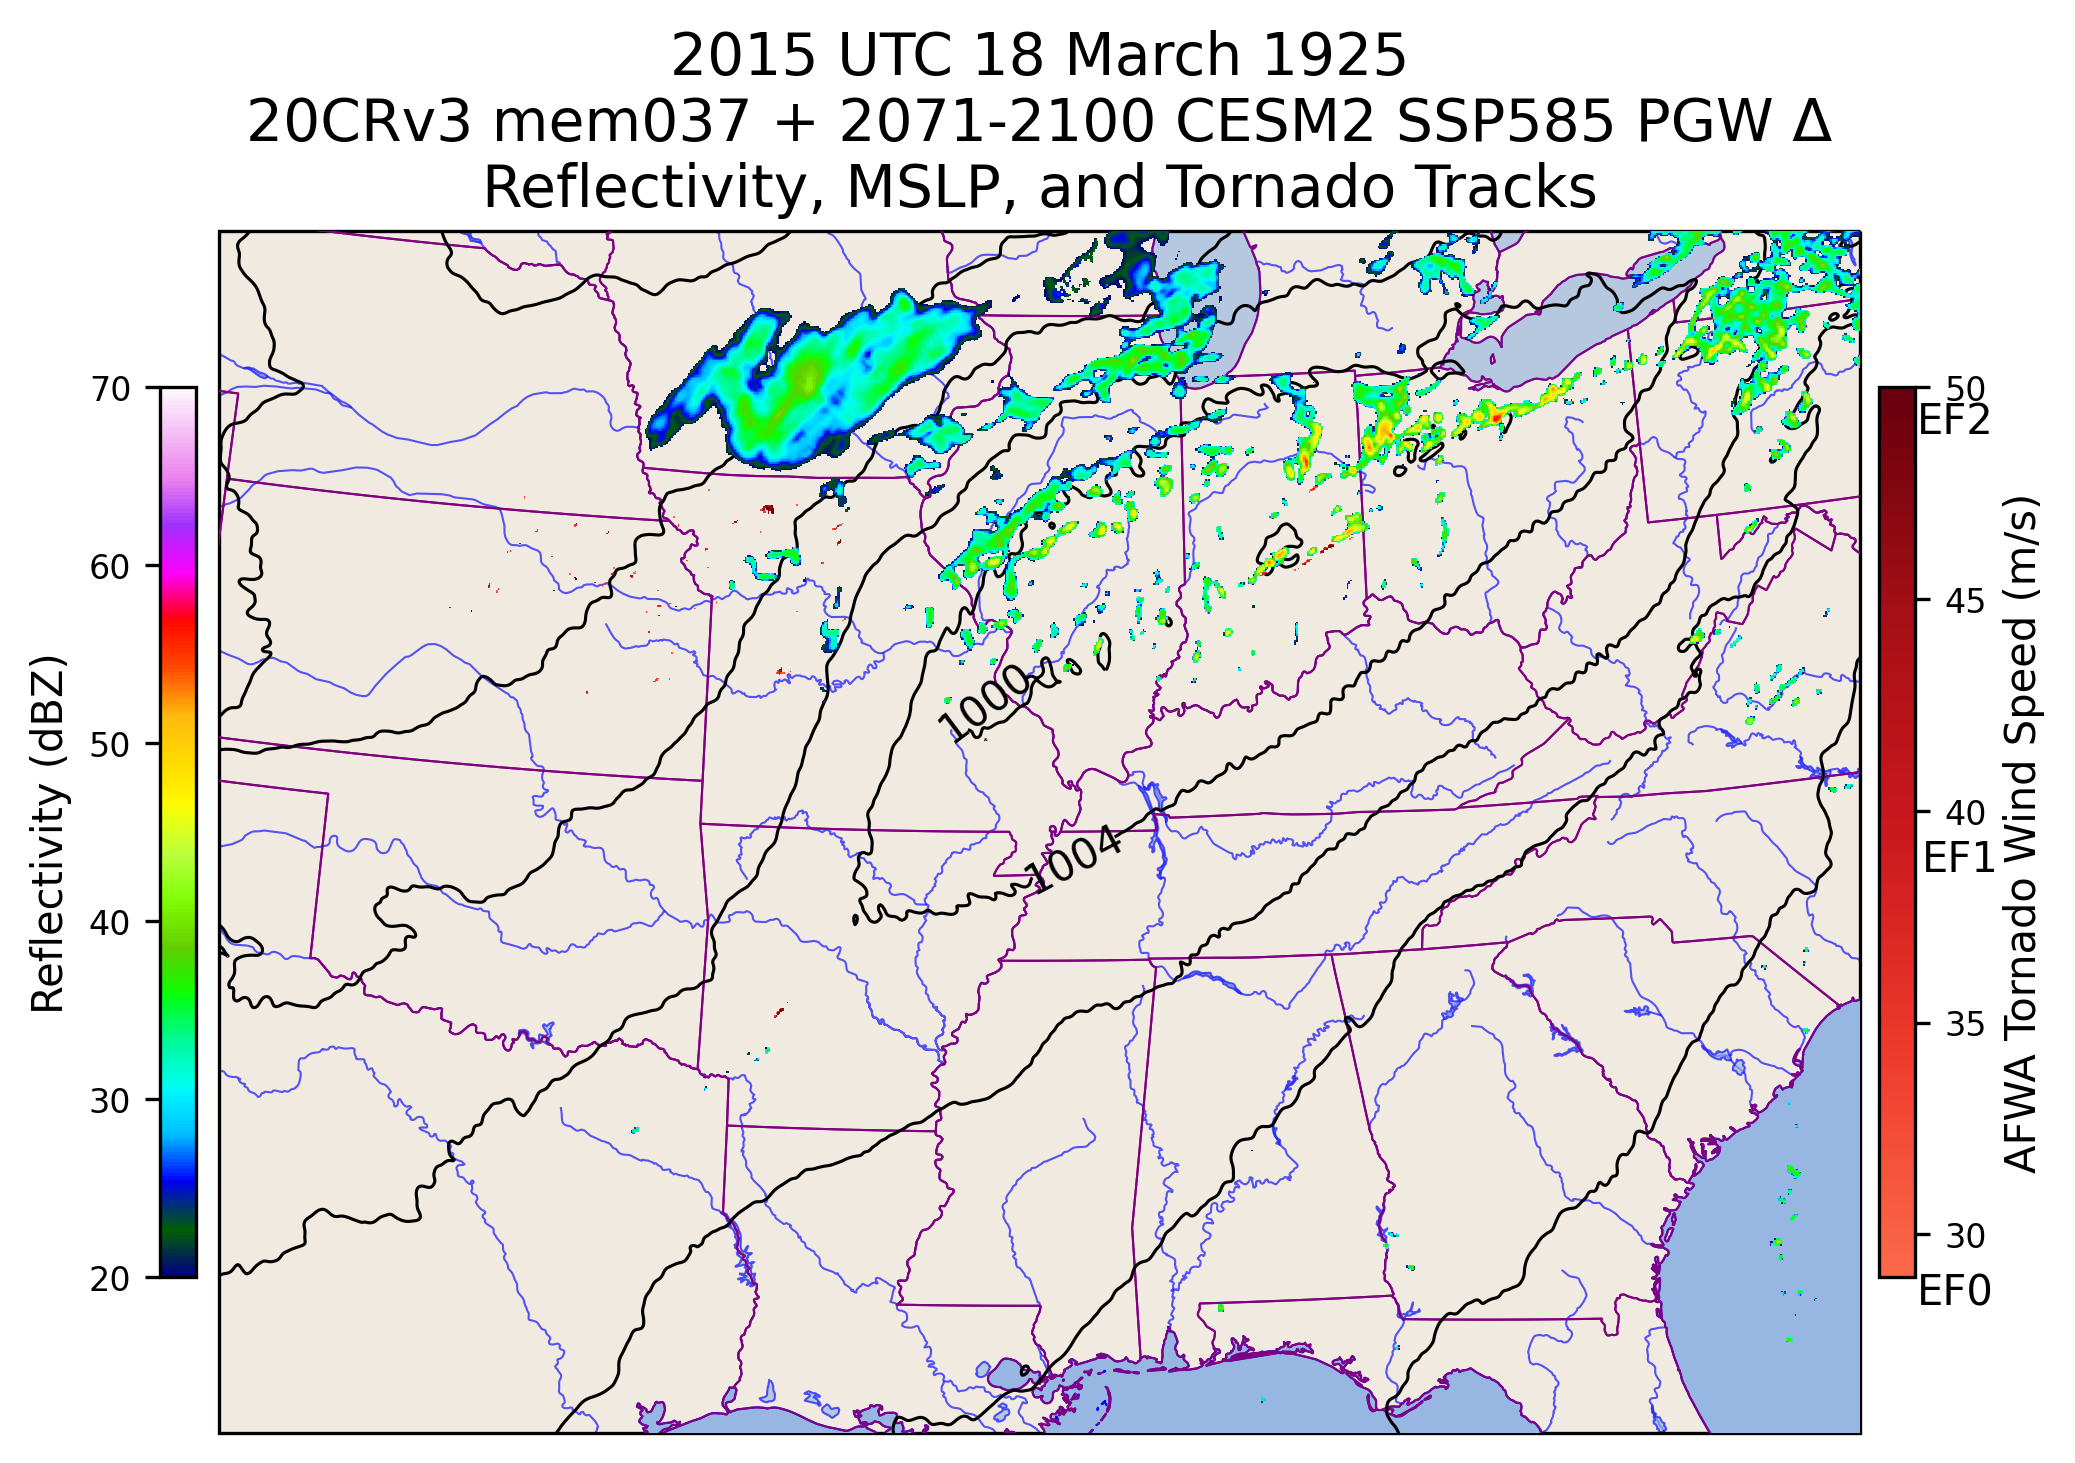 2015 UTC 18 March 1925
20CRv3 mem037 + 2071-2100 CESM2 SSP585 PGW Δ
Reflectivity, MSLP, and Tornado Tracks
Reflectivity (dBZ)
70
60
50
40
30
20
1000
1004
50
EF2
45
40
EF1
35
30
EF0
AFWA Tornado Wind Speed (m/s)